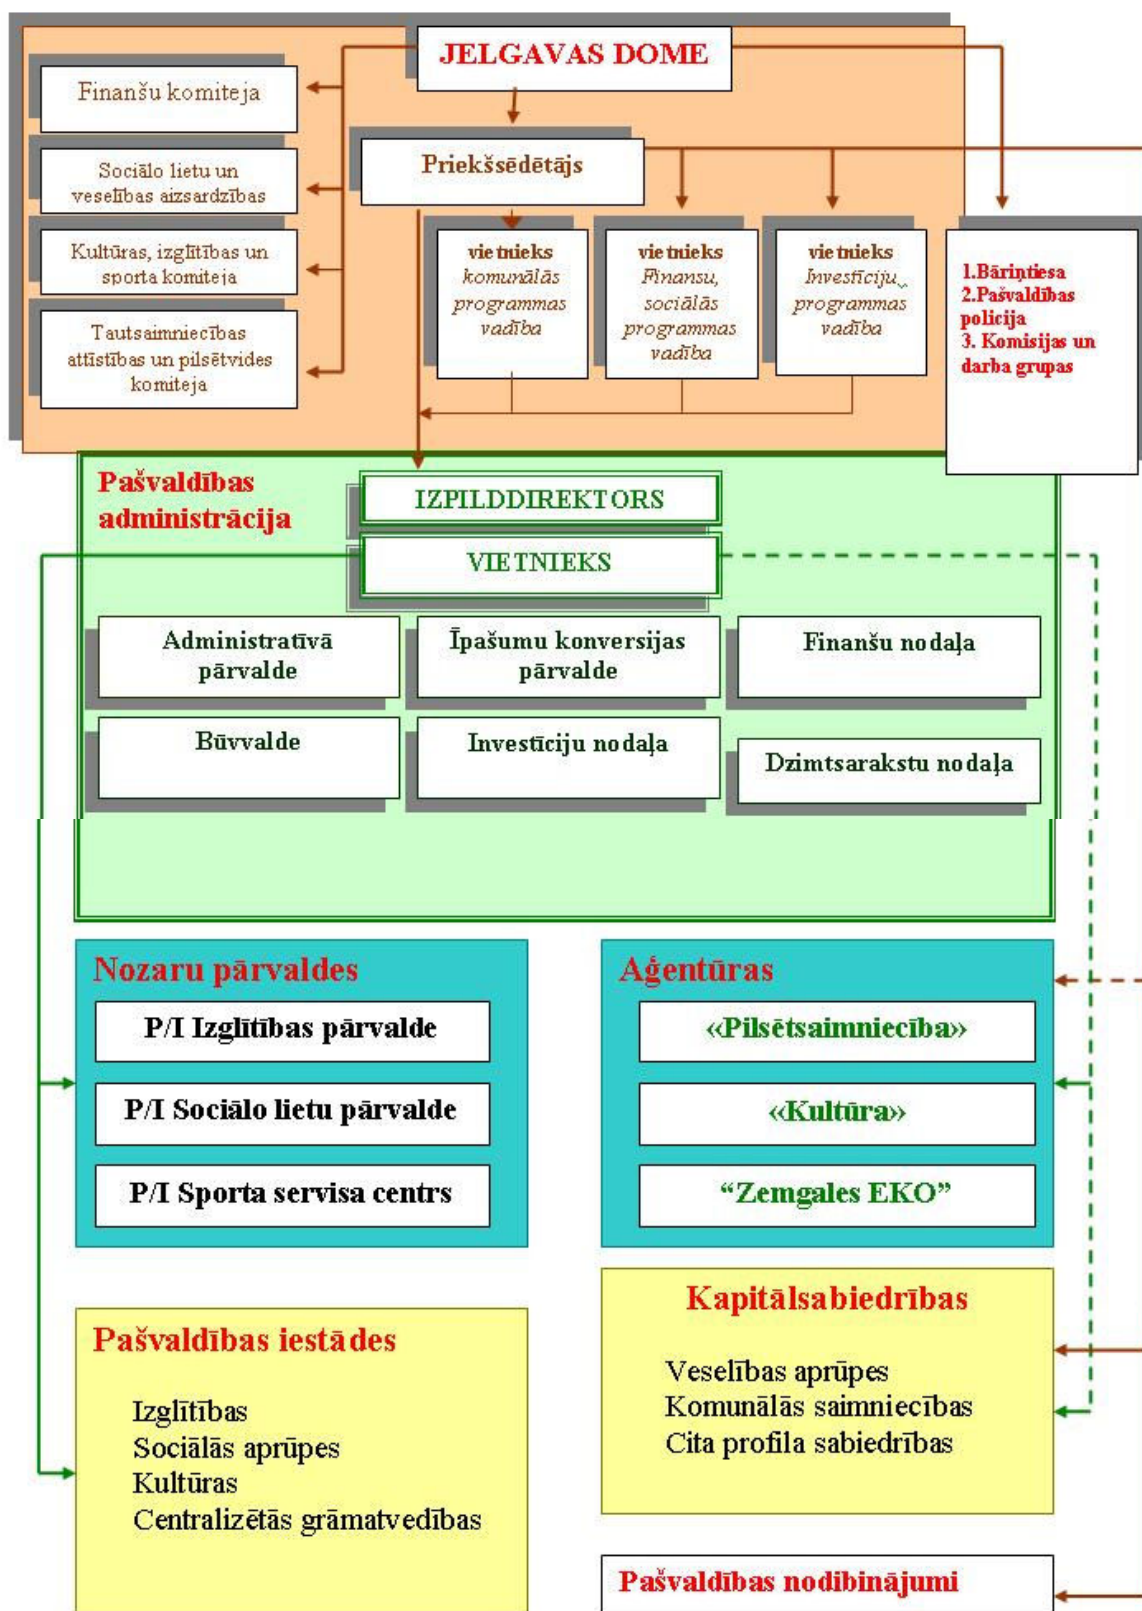 JELGAVAS DOME
Finanšu komiteja
Sociālo lietu un
veselības aizsardzības
Kultūras, izglītības un
sporta komiteja
Tautsaimniecības
attīstības un pilsētvides
komiteja
Priekšsēdētājs
vietnieks
komunālās
programmas
vadība
vietnieks
Finansu,
sociālās
programmas
vadība
vietnieks
Investīciju
programmas
vadība
1.Bāriņtiesa
2.Pašvaldības
policija
3. Komisijas un
darba grupas
Pašvaldības
administrācija
IZPILDDIREKTORS
VIETNIEKS
Administratīvā
pārvalde
Īpašumu konversijas
pārvalde
Finanšu nodaļa
Būvvalde
Investīciju nodaļa
Dzimtsarakstu nodaļa
Nozaru pārvaldes
P/I Izglītības pārvalde
P/I Sociālo lietu pārvalde
P/I Sporta servisa centrs
Aģentūras
«Pilsētsaimniecība»
«Kultūra»
“Zemgales EKO”
Pašvaldības iestādes
Izglītības
Sociālās aprūpes
Kultūras
Centralizētās grāmatvedības
Kapitālsabiedrības
Veselības aprūpes
Komunālās saimniecības
Cita profila sabiedrības
Pašvaldības nodibinājumi